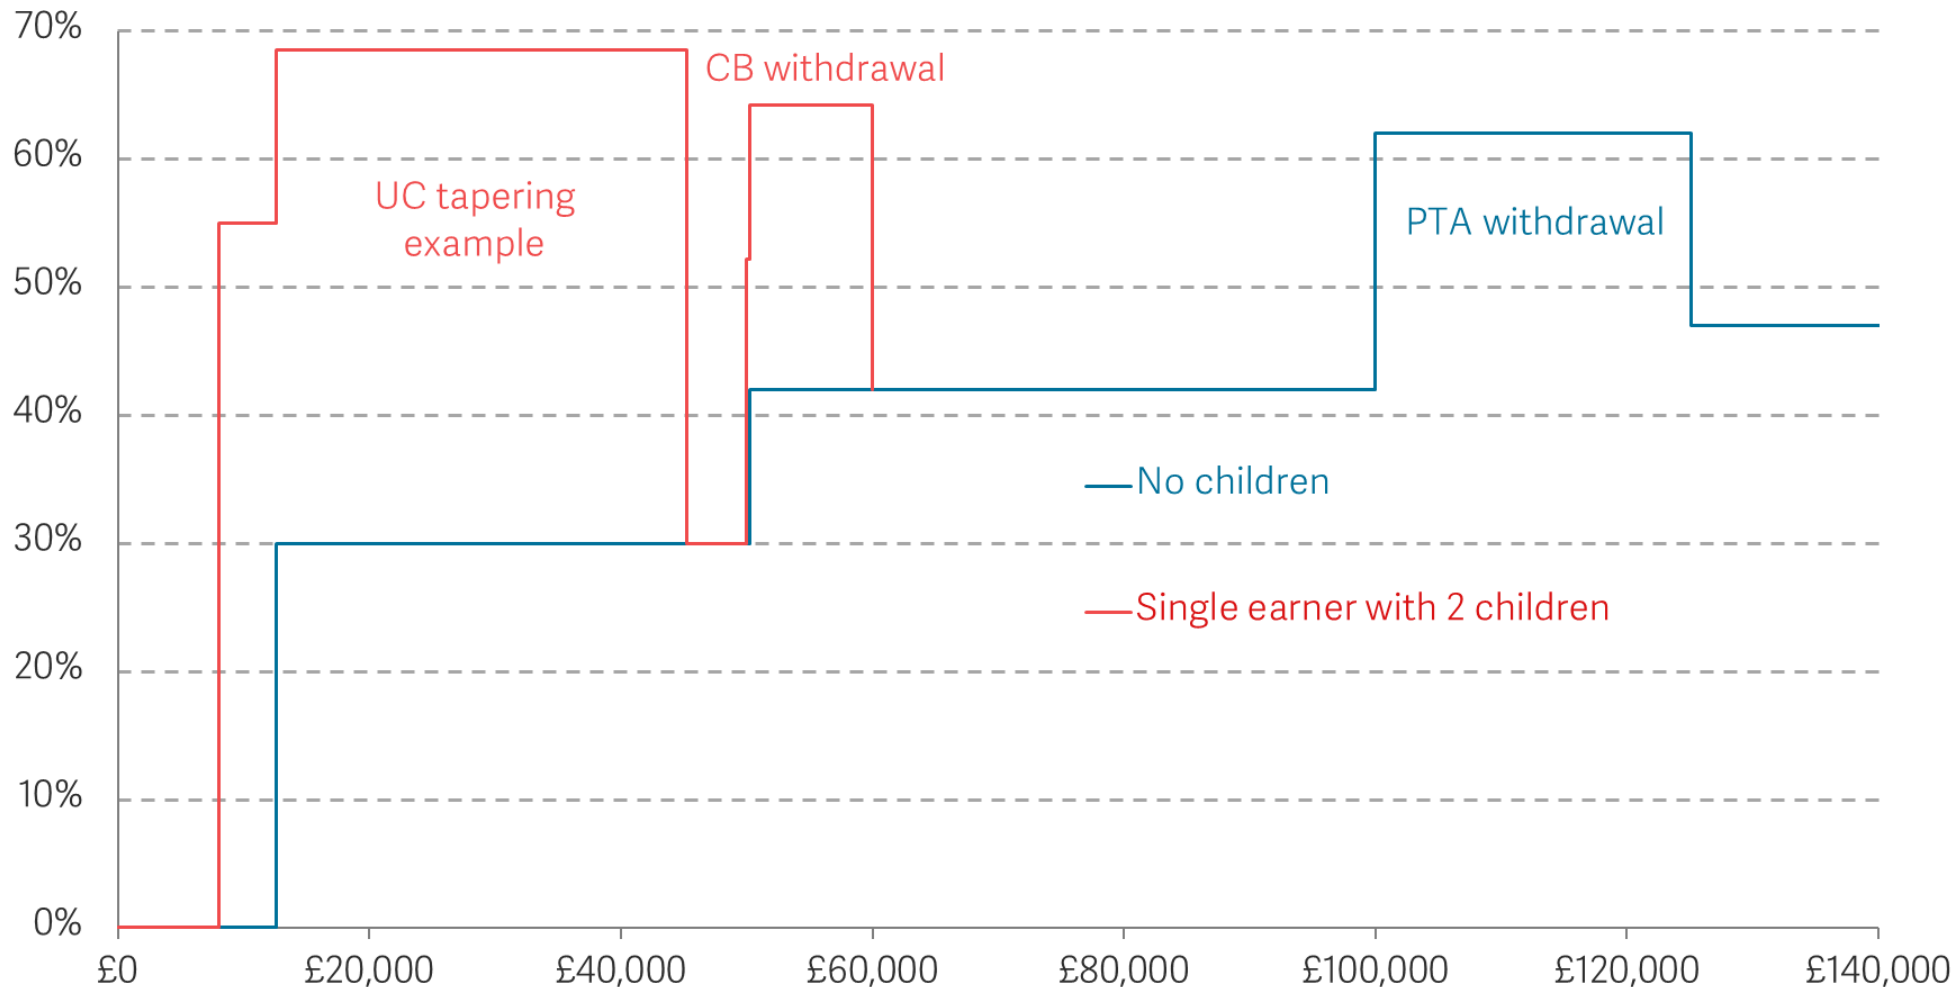 70%
CB withdrawal
60%
UC tapering
example
PTA withdrawal
50%
40%
No children
30%
Single earner with 2 children
20%
10%
0%
£0 £20,000 £40,000 £60,000 £80,000 £100,000 £120,000 £140,000